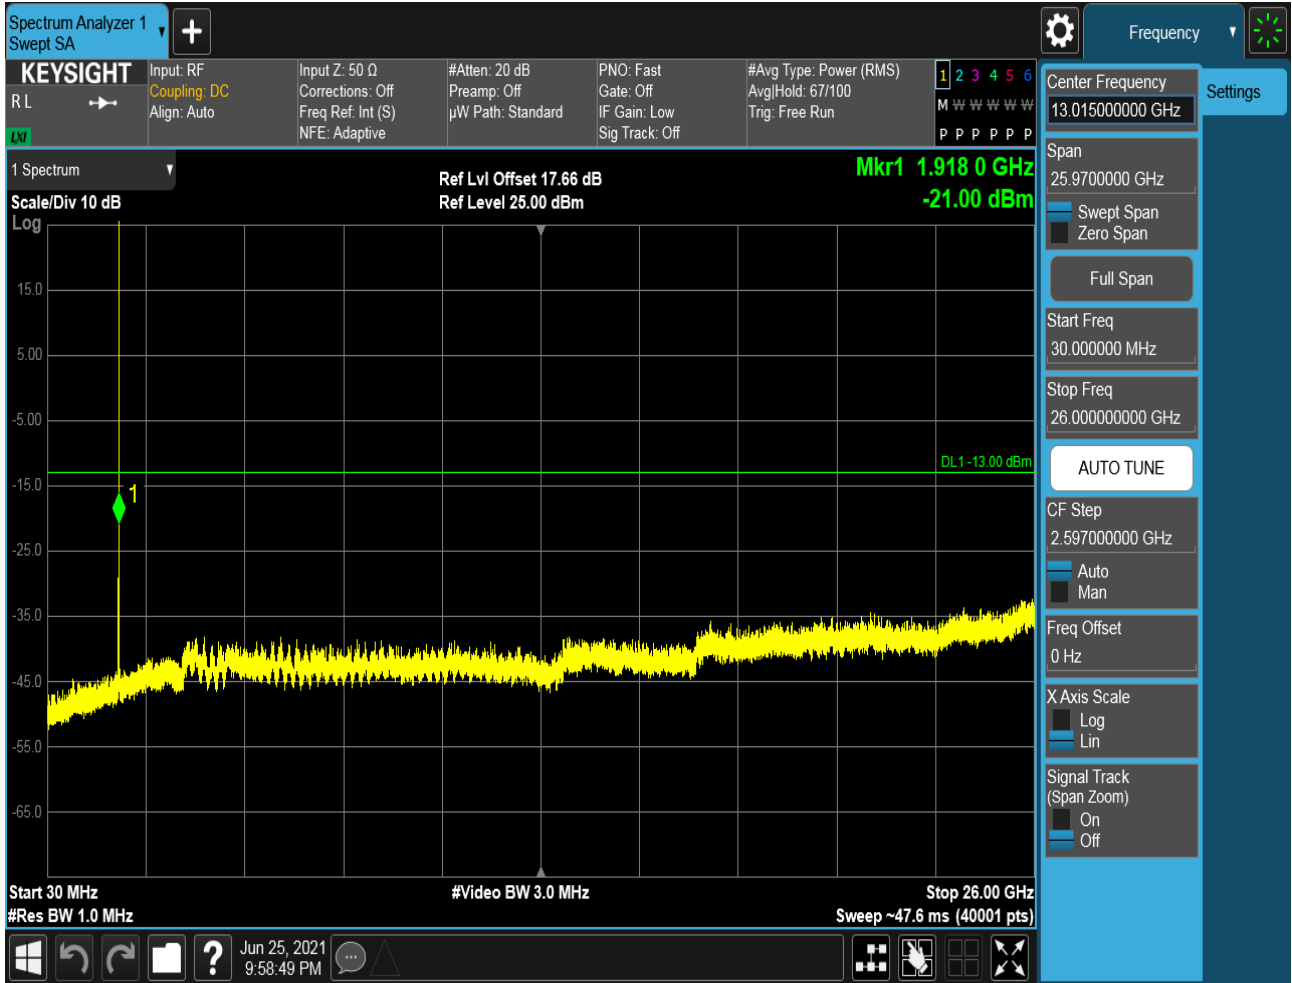 Spectrum Analyzer 1
Swept SA
+
Frequency
KEYSIGHT
R L
LXI
Input: RF
Coupling: DC
Align: Auto
Input Z: 50 Ω
Corrections: Off
Freq Ref: Int (S)
NFE: Adaptive
#Atten: 20 dB
Preamp: Off
µW Path: Standard
PNO: Fast
Gate: Off
IF Gain: Low
Sig Track: Off
#Avg Type: Power (RMS)
Avg|Hold: 67/100
Trig: Free Run
1 2 3 4 5 6
M W W W W W
P P P P P P
1 Spectrum
Scale/Div 10 dB
Log
Ref Lvl Offset 17.66 dB
Ref Level 25.00 dBm
Mkr1 1.918 0 GHz
-21.00 dBm
15.0
5.00
-5.00
DL1 -13.00 dBm
-15.0
1
-25.0
-35.0
-45.0
-55.0
-65.0
Start 30 MHz
#Res BW 1.0 MHz
#Video BW 3.0 MHz
Stop 26.00 GHz
Sweep ~47.6 ms (40001 pts)
Center Frequency
13.015000000 GHz
Settings
Span
25.9700000 GHz
Swept Span
Zero Span
Full Span
Start Freq
30.000000 MHz
Stop Freq
26.000000000 GHz
AUTO TUNE
CF Step
2.597000000 GHz
Auto
Man
Freq Offset
0 Hz
X Axis Scale
Log
Lin
Signal Track
(Span Zoom)
On
Off
?
Jun 25, 2021
9:58:49 PM